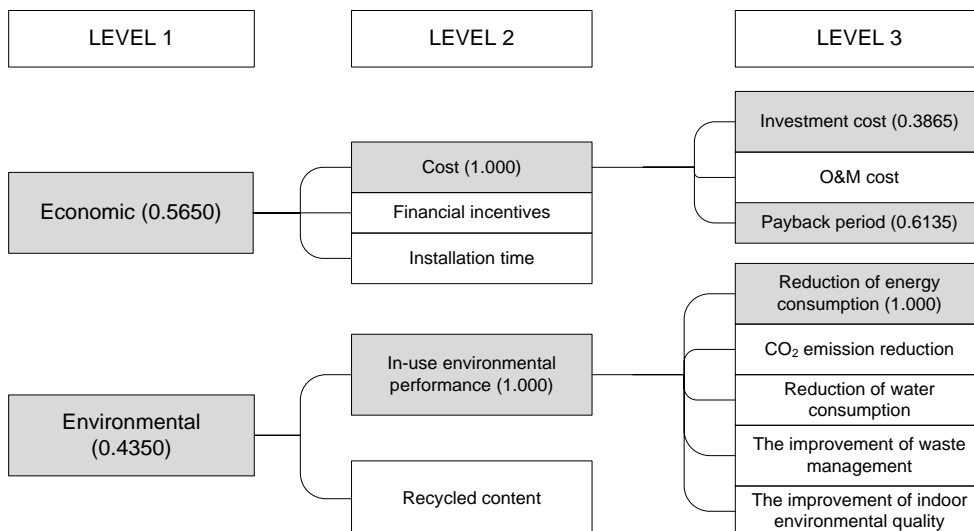 LEVEL 1
LEVEL 2
LEVEL 3
Economic (0.5650)
Cost (1.000)
Financial incentives
Installation time
Investment cost (0.3865)
O&M cost
Payback period (0.6135)
Environmental
(0.4350)
In-use environmental
performance (1.000)
Recycled content
Reduction of energy
consumption (1.000)
CO₂ emission reduction
Reduction of water
consumption
The improvement of waste
management
The improvement of indoor
environmental quality